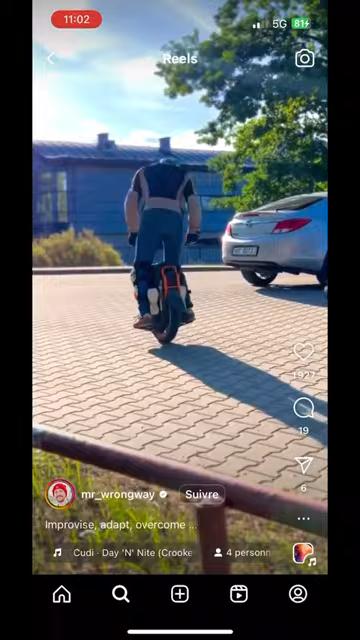 11:02
5G 81
Reels
1927
19
6
mr_wrongway
Suivre
Improvise, adapt, overcome ...
Cudi · Day 'N' Nite (Crooke
4 personn